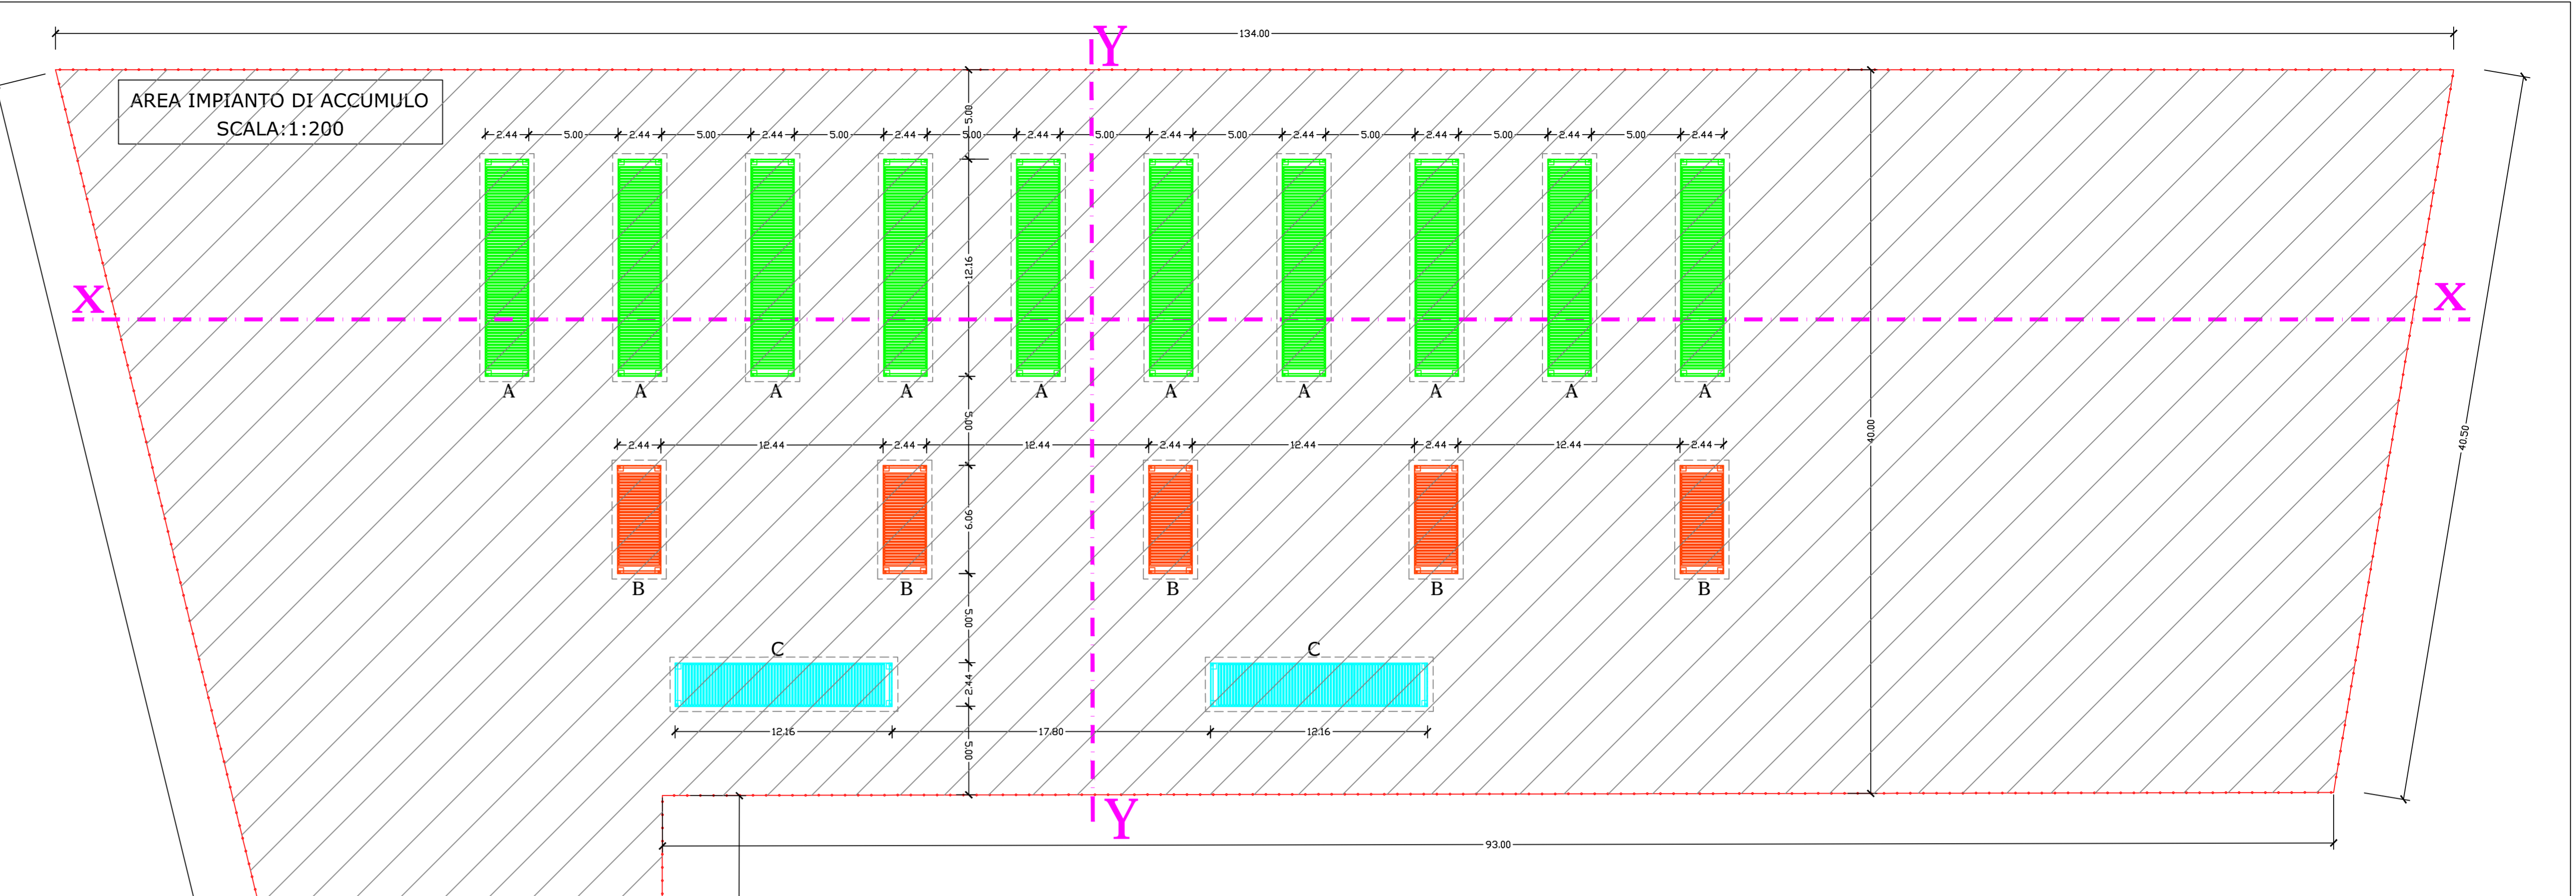 134.00
Y
AREA IMPIANTO DI ACCUMULO
SCALA:1:200
5.00
2.44 5.00 2.44 5.00 2.44 5.00 2.44 5.00 2.44 5.00 2.44 5.00 2.44 5.00 2.44 5.00 2.44 5.00 2.44
12.16
X X
A A A A A A A A A A
5.00
40.00
40.50
2.44 12.44 2.44 12.44 2.44 12.44 2.44 12.44 2.44
6.06
B B B B B
5.00
C C
2.44
12.16 17.80 12.16
5.00
Y
93.00